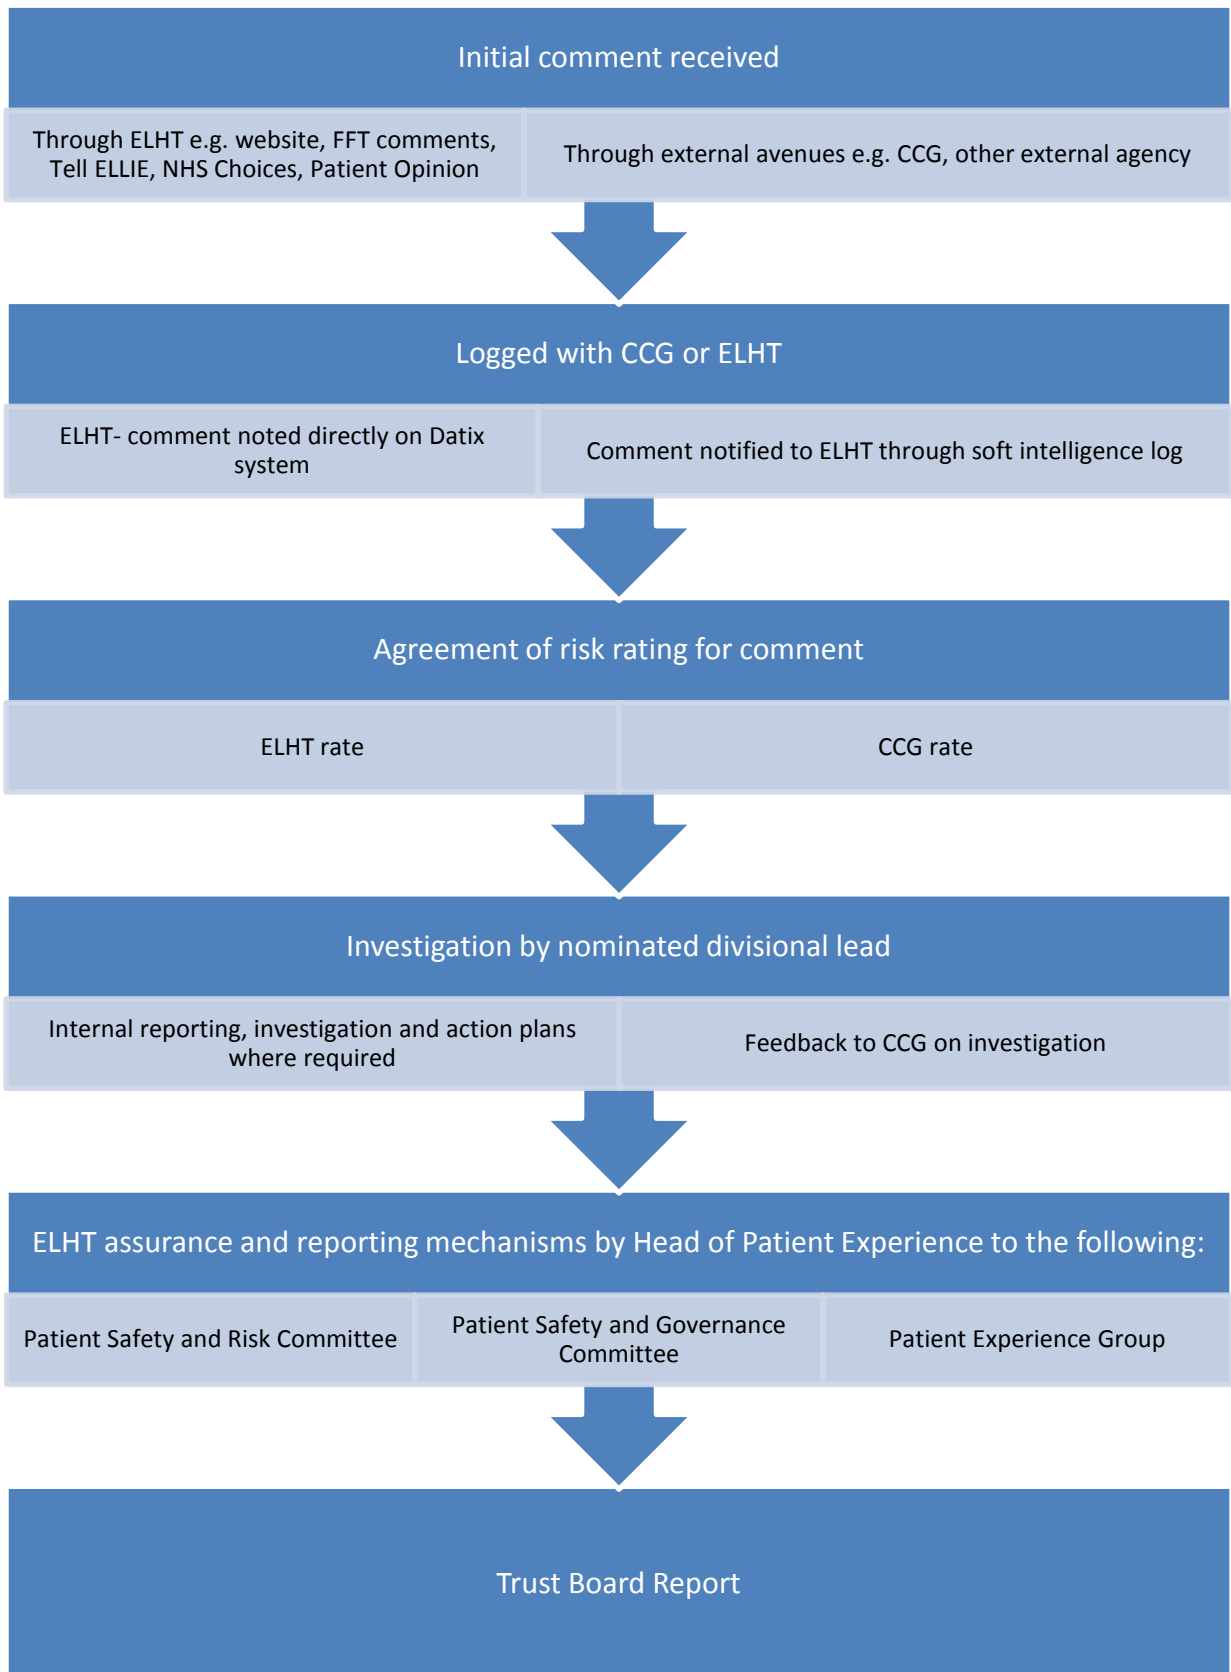 Initial comment received
Through ELHT e.g. website, FFT comments,
Tell ELLIE, NHS Choices, Patient Opinion
Through external avenues e.g. CCG, other external agency
Logged with CCG or ELHT
ELHT- comment noted directly on Datix
system
Comment notified to ELHT through soft intelligence log
Agreement of risk rating for comment
ELHT rate
CCG rate
Investigation by nominated divisional lead
Internal reporting, investigation and action plans
where required
Feedback to CCG on investigation
ELHT assurance and reporting mechanisms by Head of Patient Experience to the following:
Patient Safety and Risk Committee
Patient Safety and Governance
Committee
Patient Experience Group
Trust Board Report